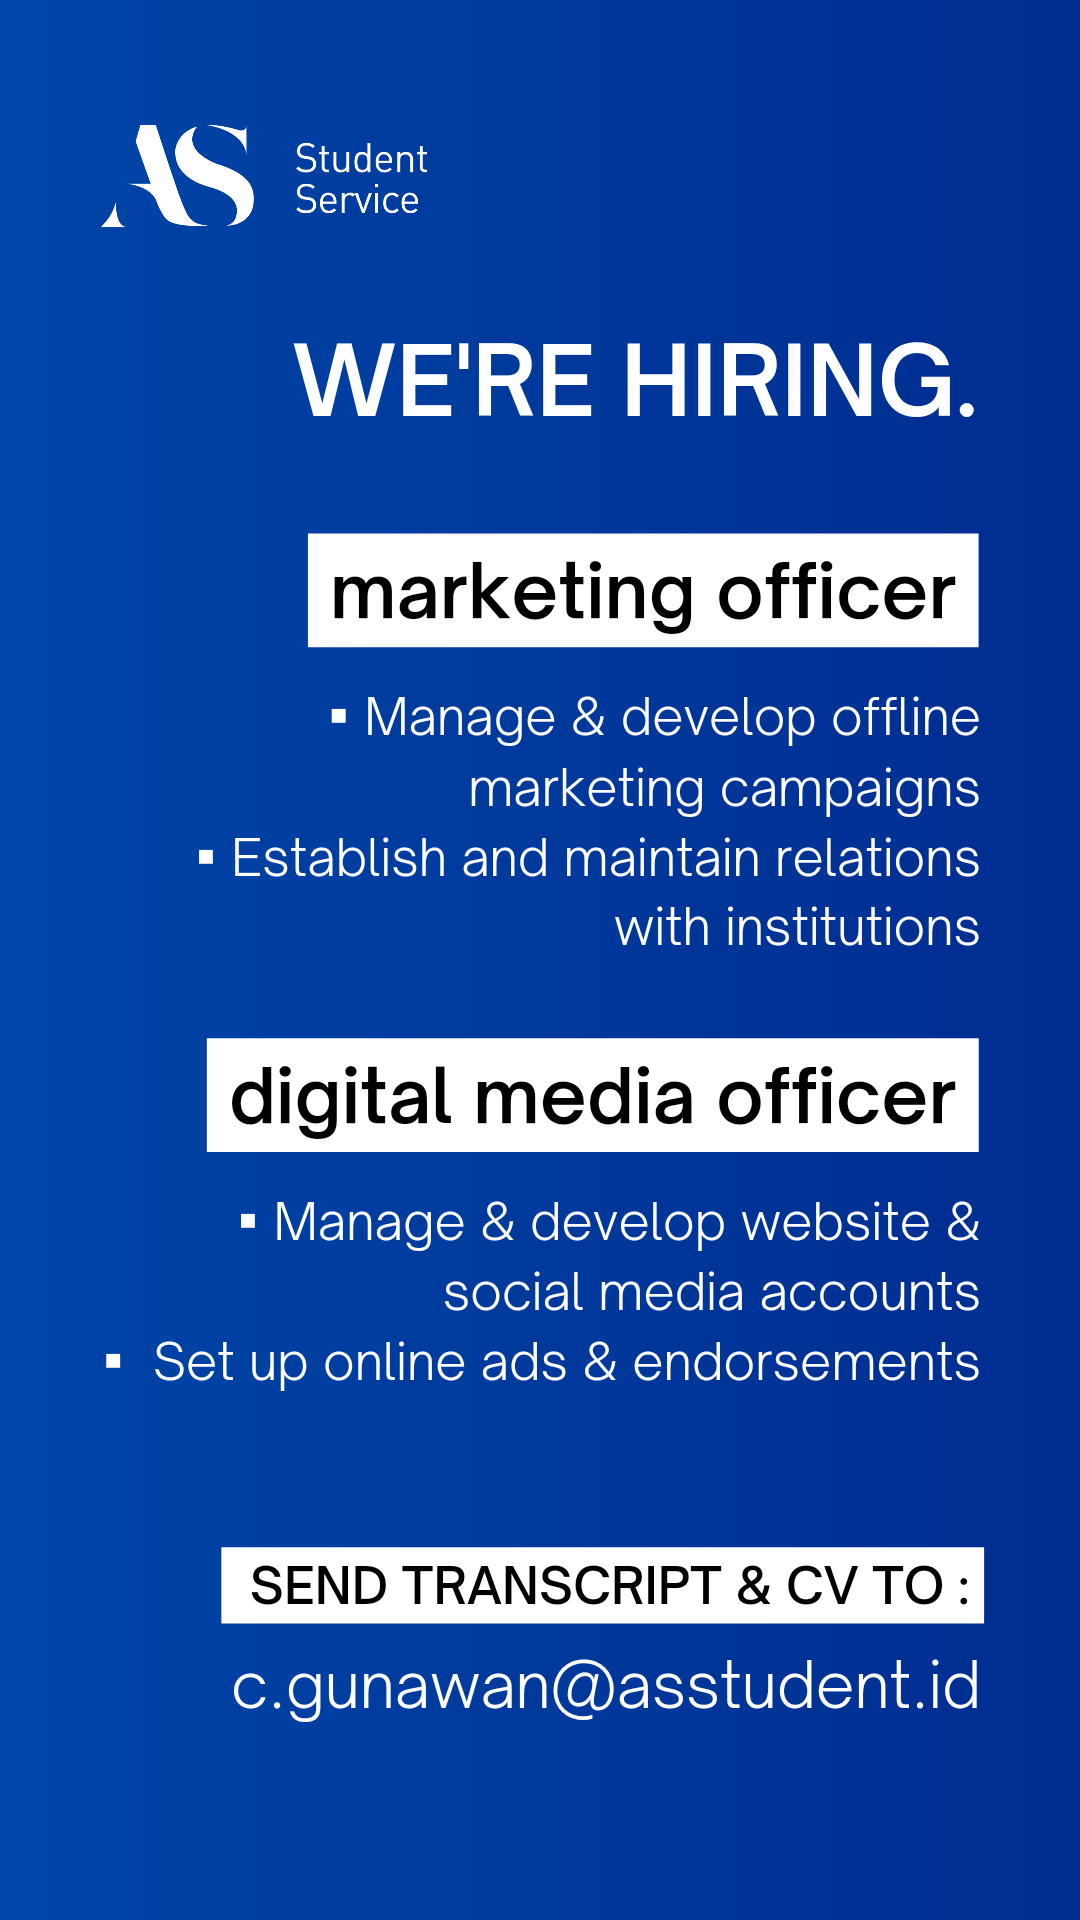 AS
Student
Service
WE'RE HIRING.
marketing officer
▪ Manage & develop offline
marketing campaigns
▪ Establish and maintain relations
with institutions
digital media officer
▪ Manage & develop website &
social media accounts
▪ Set up online ads & endorsements
SEND TRANSCRIPT & CV TO :
c.gunawan@asstudent.id